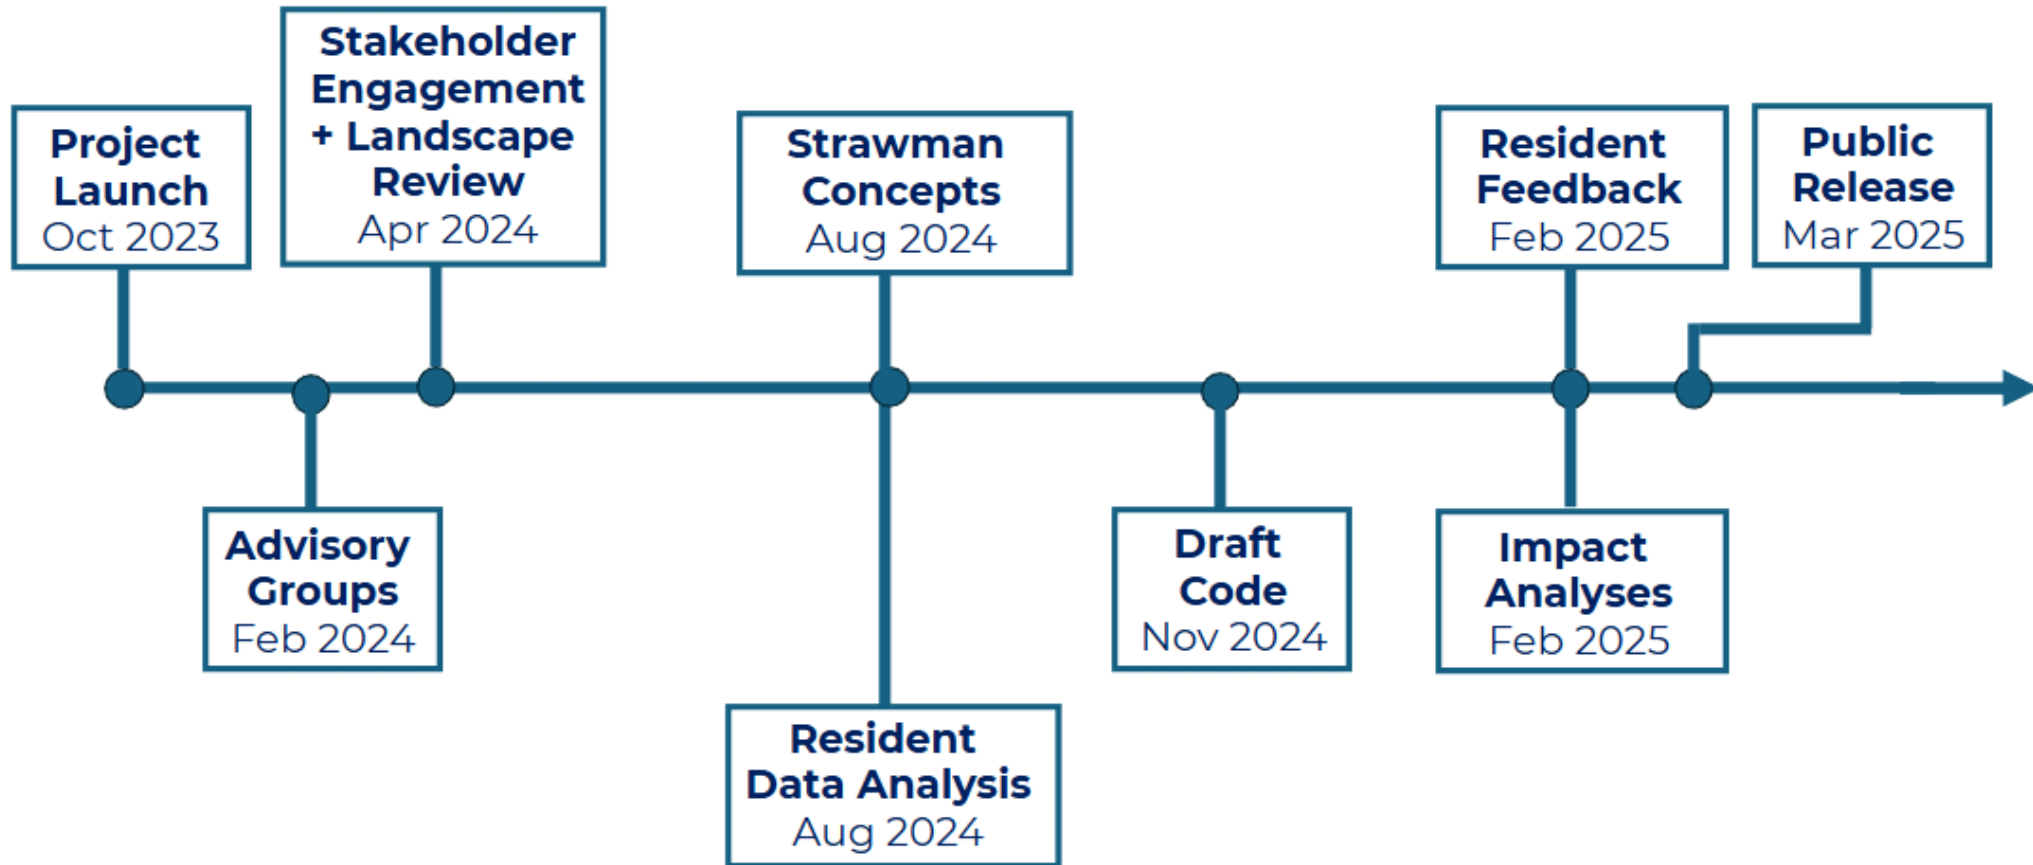 Project
Launch
Oct 2023
Stakeholder
Engagement
+ Landscape
Review
Apr 2024
Strawman
Concepts
Aug 2024
Resident
Feedback
Feb 2025
Public
Release
Mar 2025
Advisory
Groups
Feb 2024
Draft
Code
Nov 2024
Impact
Analyses
Feb 2025
Resident
Data Analysis
Aug 2024